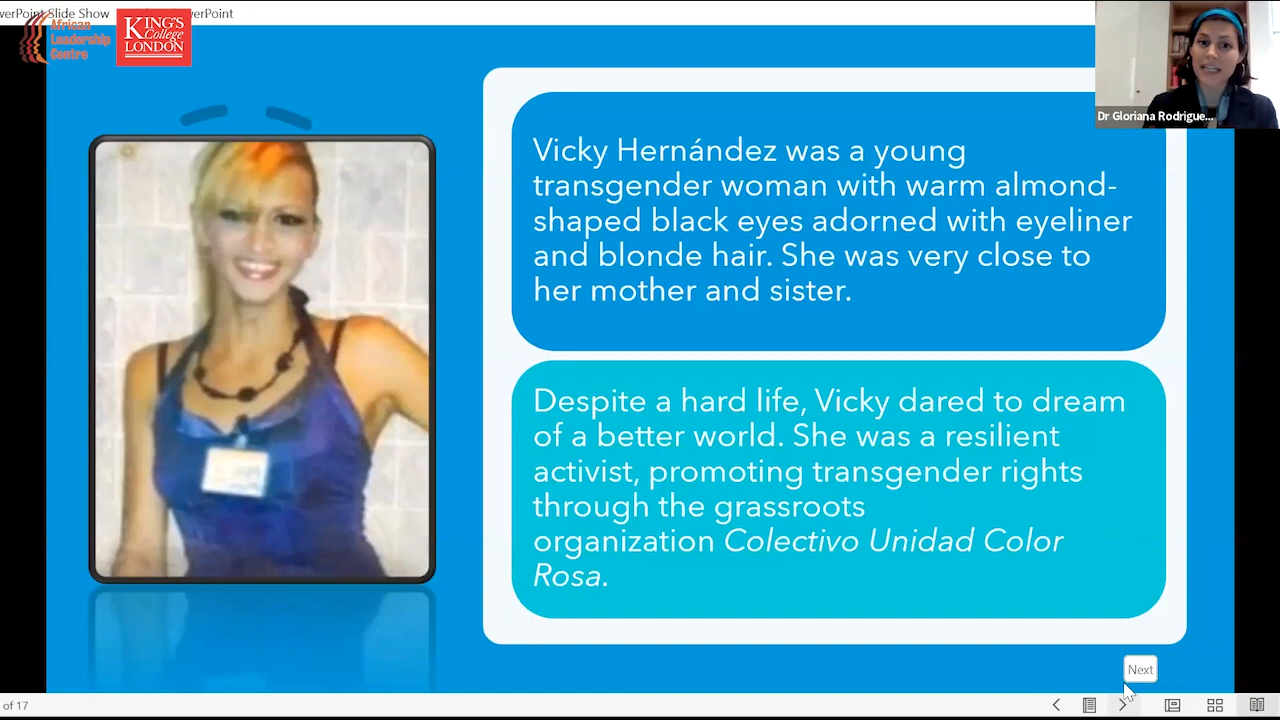 PowerPoint Slide Show
PowerPoint
African
Leadership
Centre
KING'S
College
LONDON
Dr Gloriana Rodrigue...
Vicky Hernández was a young
transgender woman with warm almond-
shaped black eyes adorned with eyeliner
and blonde hair. She was very close to
her mother and sister.
Despite a hard life, Vicky dared to dream
of a better world. She was a resilient
activist, promoting transgender rights
through the grassroots
organization Colectivo Unidad Color
Rosa.
Next
of 17